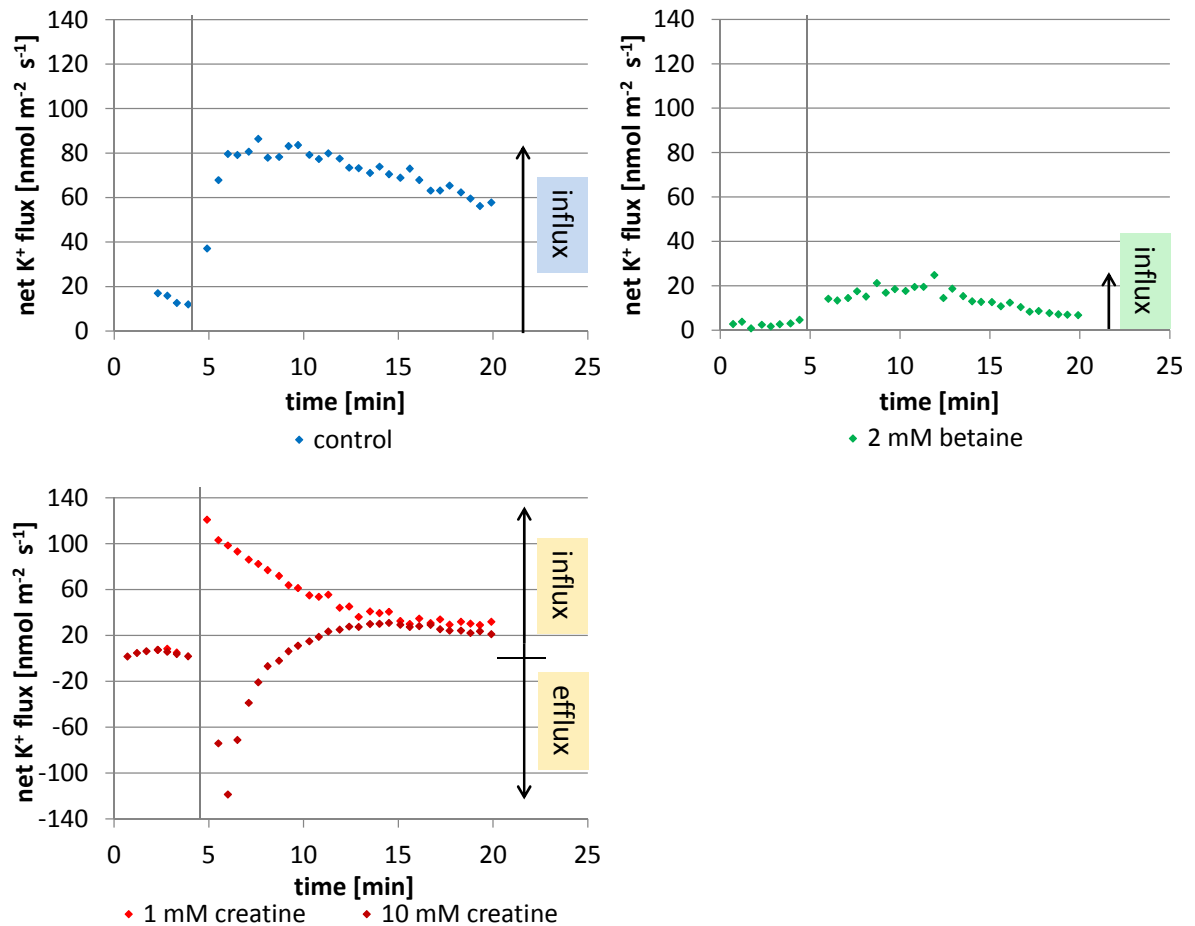 net K⁺ flux [nmol m⁻² s⁻¹]
140
120
100
80
60
40
20
0
0 5 10 15 20 25
time [min]
influx
control
net K⁺ flux [nmol m⁻² s⁻¹]
140
120
100
80
60
40
20
0
0 5 10 15 20 25
time [min]
influx
2 mM betaine
net K⁺ flux [nmol m⁻² s⁻¹]
140
100
60
20
-20
-60
-100
-140
0 5 10 15 20 25
time [min]
influx
efflux
1 mM creatine 10 mM creatine